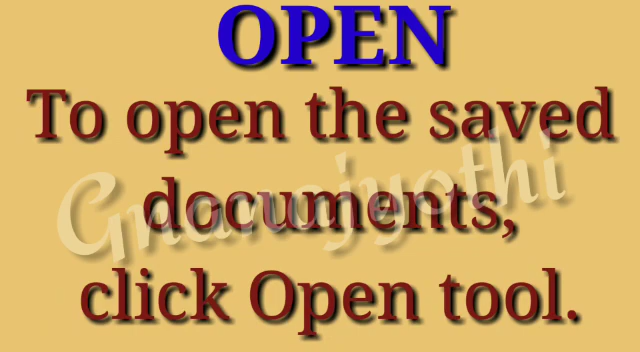 OPEN
To open the saved
Gnanajyothi
documents,
click Open tool.